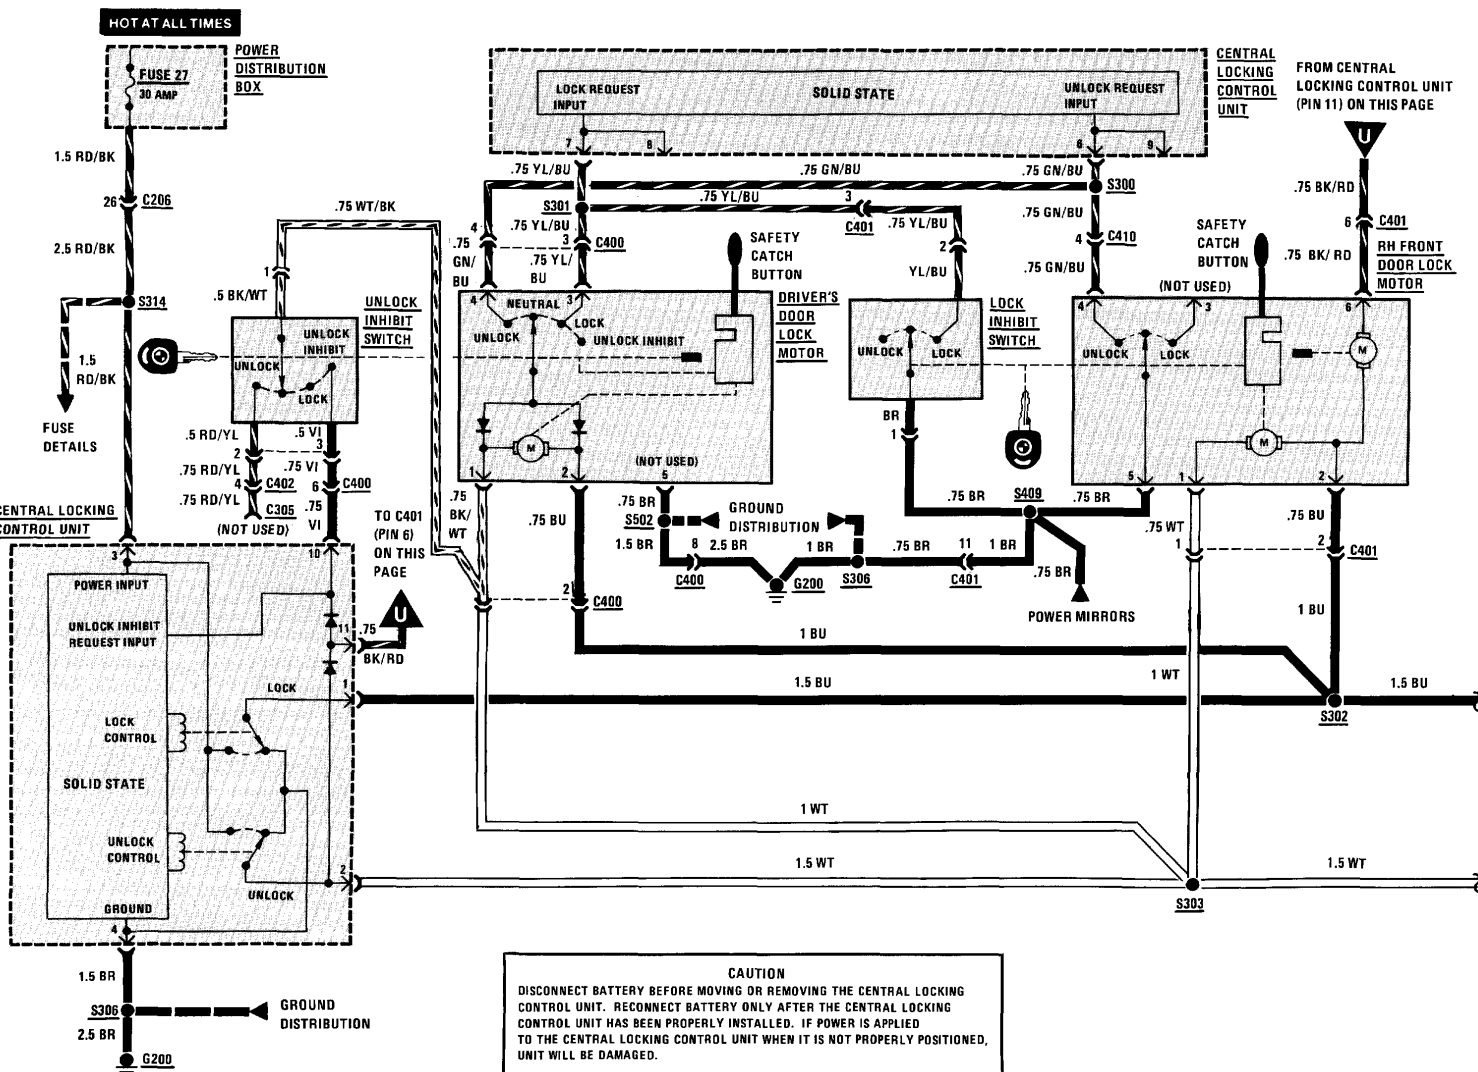 HOT AT ALL TIMES
FUSE 27
30 AMP
POWER
DISTRIBUTION
BOX
1.5 RD/BK
26
C206
2.5 RD/BK
S314
1.5
RD/BK
FUSE
DETAILS
LOCK REQUEST
INPUT
SOLID STATE
UNLOCK REQUEST
INPUT
7
8
6
9
CENTRAL
LOCKING
CONTROL
UNIT
FROM CENTRAL
LOCKING CONTROL UNIT
(PIN 11) ON THIS PAGE
U
.75 YL/BU
.75 GN/BU
.75 GN/BU
S300
S301
.75 YL/BU
3
C401
YL/BU
.75 YL/BU
4
.75
GN/
BU
3
C400
.75 YL/
BU
2
YL/BU
.75 GN/BU
4
C410
.75 GN/BU
.75 BK/RD
6
C401
.75 BK/ RD
SAFETY
CATCH
BUTTON
SAFETY
CATCH
BUTTON
RH FRONT
DOOR LOCK
MOTOR
(NOT USED)
.75 WT/BK
1
.5 BK/WT
UNLOCK
INHIBIT
SWITCH
UNLOCK
INHIBIT
UNLOCK
LOCK
4
NEUTRAL
3
UNLOCK
LOCK
UNLOCK INHIBIT
M
DRIVER'S
DOOR
LOCK
MOTOR
UNLOCK
LOCK
LOCK
INHIBIT
SWITCH
4
3
6
UNLOCK
LOCK
M
M
.5 RD/YL
.5 VI
2
3
.75 RD/YL
.75 VI
4
C402
6
C400
.75 RD/YL
C305
(NOT USED)
.75
VI
1
2
(NOT USED)
5
BR
1
5
1
2
.75
BK/
WT
.75 BU
.75 BR
S502
GROUND
DISTRIBUTION
.75 BR
S409
.75 BR
.75 WT
.75 BU
1
2
C401
1.5 BR
8
2.5 BR
C400
1 BR
G200
S306
.75 BR
11
C401
1 BR
.75 BR
POWER MIRRORS
CENTRAL LOCKING
CONTROL UNIT
3
10
POWER INPUT
UNLOCK INHIBIT
REQUEST INPUT
TO C401
(PIN 6)
ON THIS
PAGE
U
11
.75
BK/RD
2
C400
1 BU
1 BU
1 WT
LOCK
1
1.5 BU
S302
1.5 BU
LOCK
CONTROL
SOLID STATE
UNLOCK
CONTROL
1 WT
UNLOCK
2
1.5 WT
S303
1.5 WT
GROUND
4
1.5 BR
S306
GROUND
DISTRIBUTION
2.5 BR
G200
CAUTION
DISCONNECT BATTERY BEFORE MOVING OR REMOVING THE CENTRAL LOCKING
CONTROL UNIT. RECONNECT BATTERY ONLY AFTER THE CENTRAL LOCKING
CONTROL UNIT HAS BEEN PROPERLY INSTALLED. IF POWER IS APPLIED
TO THE CENTRAL LOCKING CONTROL UNIT WHEN IT IS NOT PROPERLY POSITIONED,
UNIT WILL BE DAMAGED.